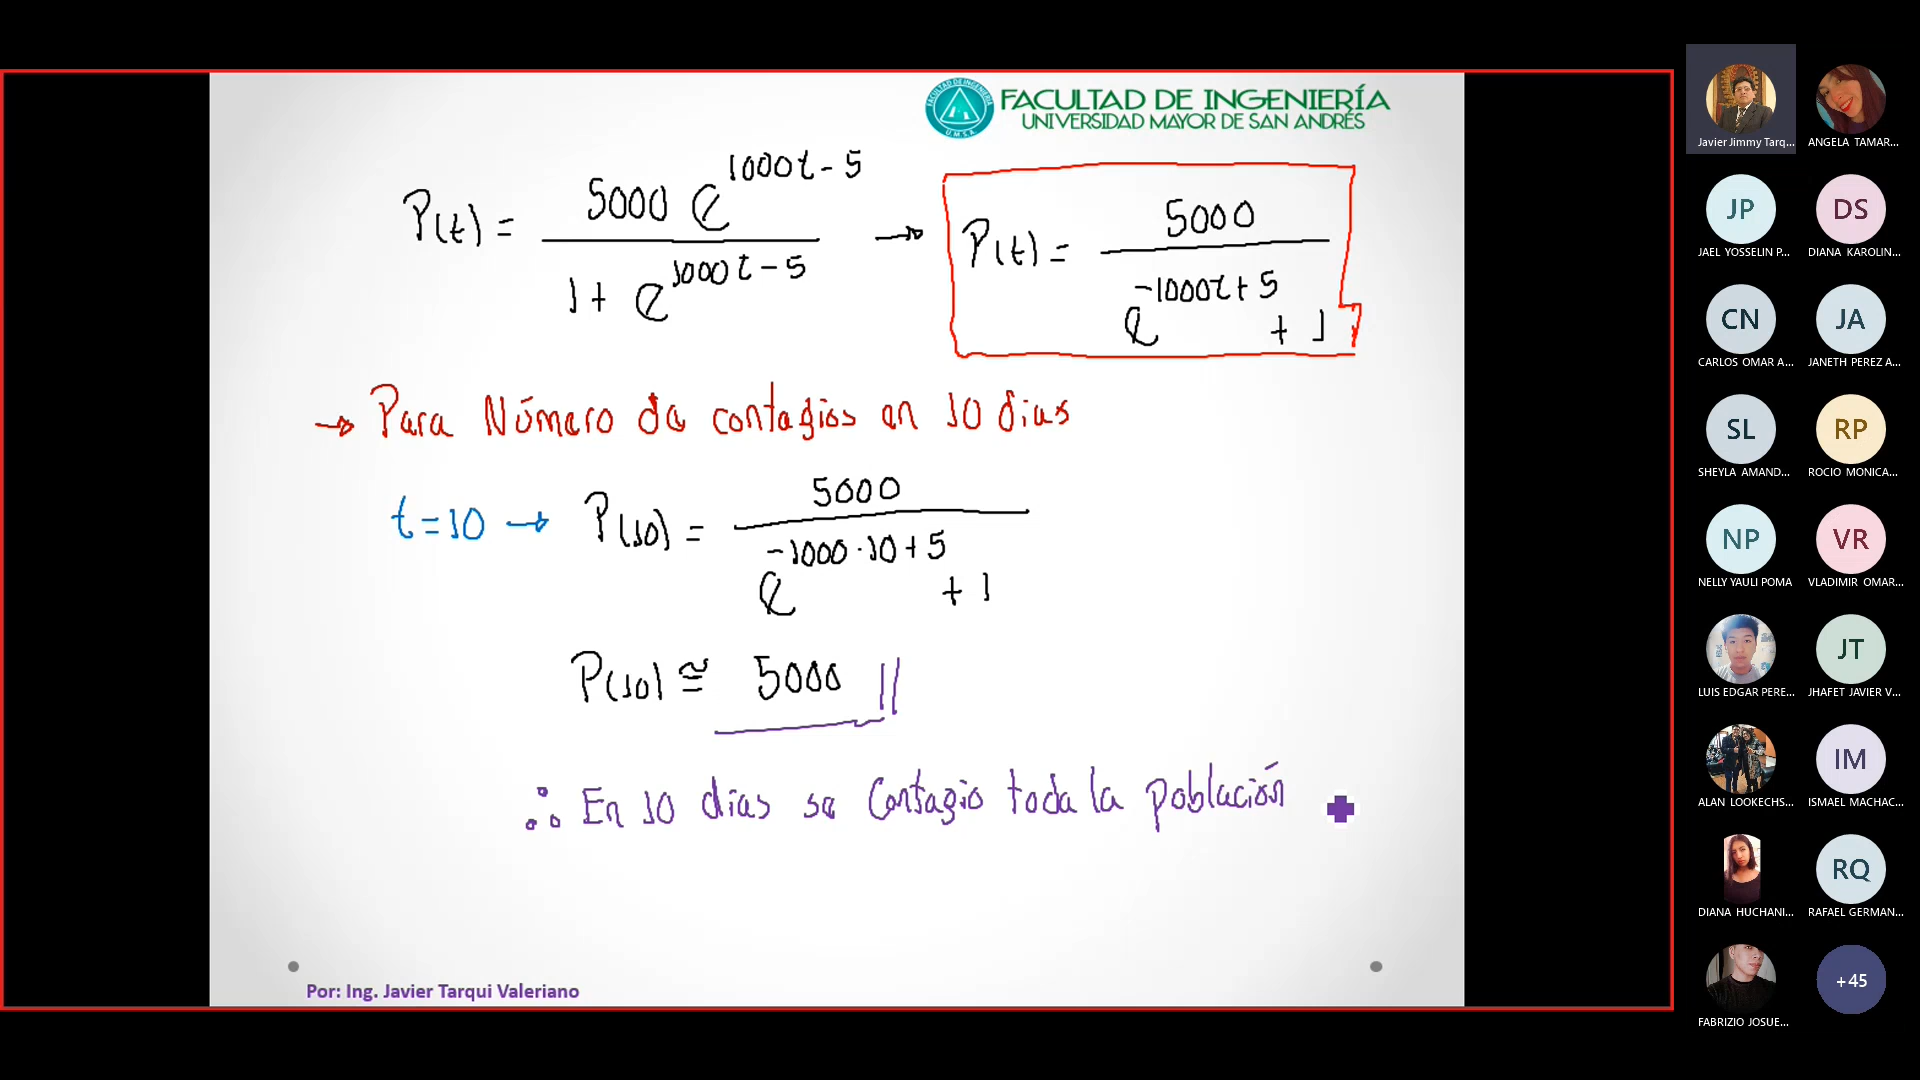 FACULTAD DE INGENIERÍA
UNIVERSIDAD MAYOR DE SAN ANDRÉS
FACULTAD DE INGENIERÍA
U.M.S.A.
P(t) = 5000 e^(1000t-5) / (1 + e^(1000t-5)) → P(t) = 5000 / (e^(-1000t+5) + 1)
→ Para Número de contagios en 10 dias
t=10 → P(10) = 5000 / (e^(-1000·10+5) + 1)
P(10) ≅ 5000 //
∴ En 10 días se Contagio toda la población
Por: Ing. Javier Tarqui Valeriano
Javier Jimmy Tarq...
ANGELA TAMAR...
JP
JAEL YOSSELIN P...
DS
DIANA KAROLIN...
CN
CARLOS OMAR A...
JA
JANETH PEREZ A...
SL
SHEYLA AMAND...
RP
ROCIO MONICA...
NP
NELLY YAULI POMA
VR
VLADIMIR OMAR...
LUIS EDGAR PERE...
JT
JHAFET JAVIER V...
ALAN LOOKECHS...
IM
ISMAEL MACHAC...
DIANA HUCHANI...
RQ
RAFAEL GERMAN...
FABRIZIO JOSUE...
+45